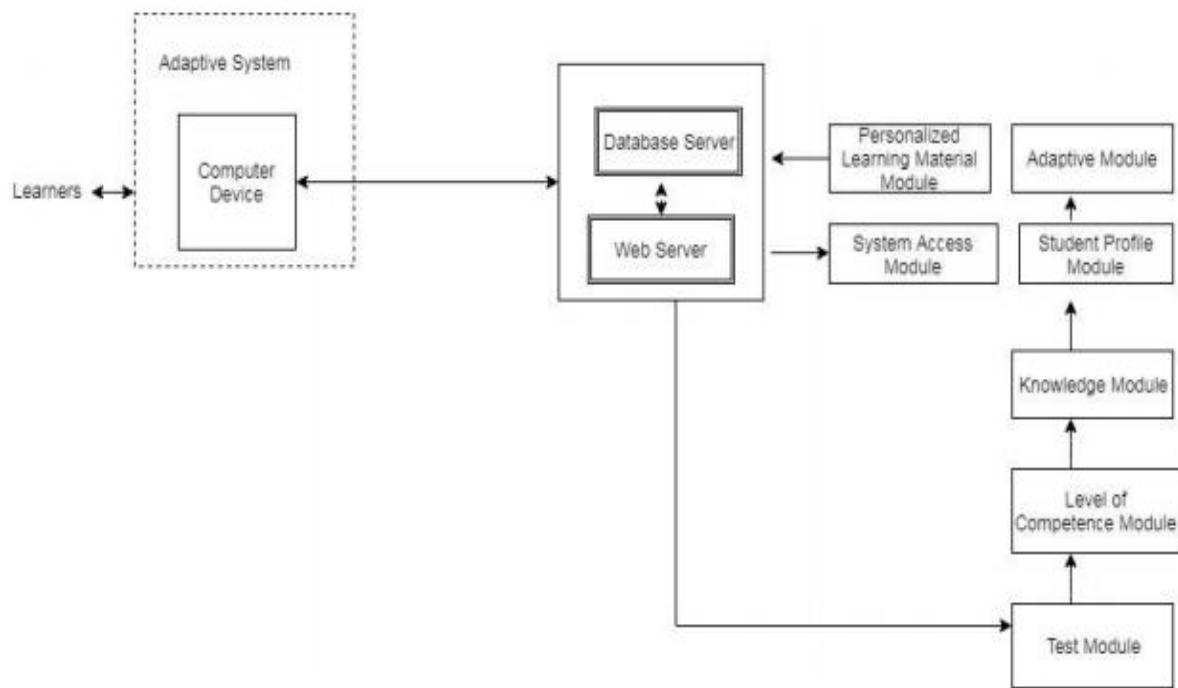 Adaptive System
Computer
Device
Learners
Database Server
Web Server
Personalized
Learning Material
Module
Adaptive Module
System Access
Module
Student Profile
Module
Knowledge Module
Level of
Competence Module
Test Module